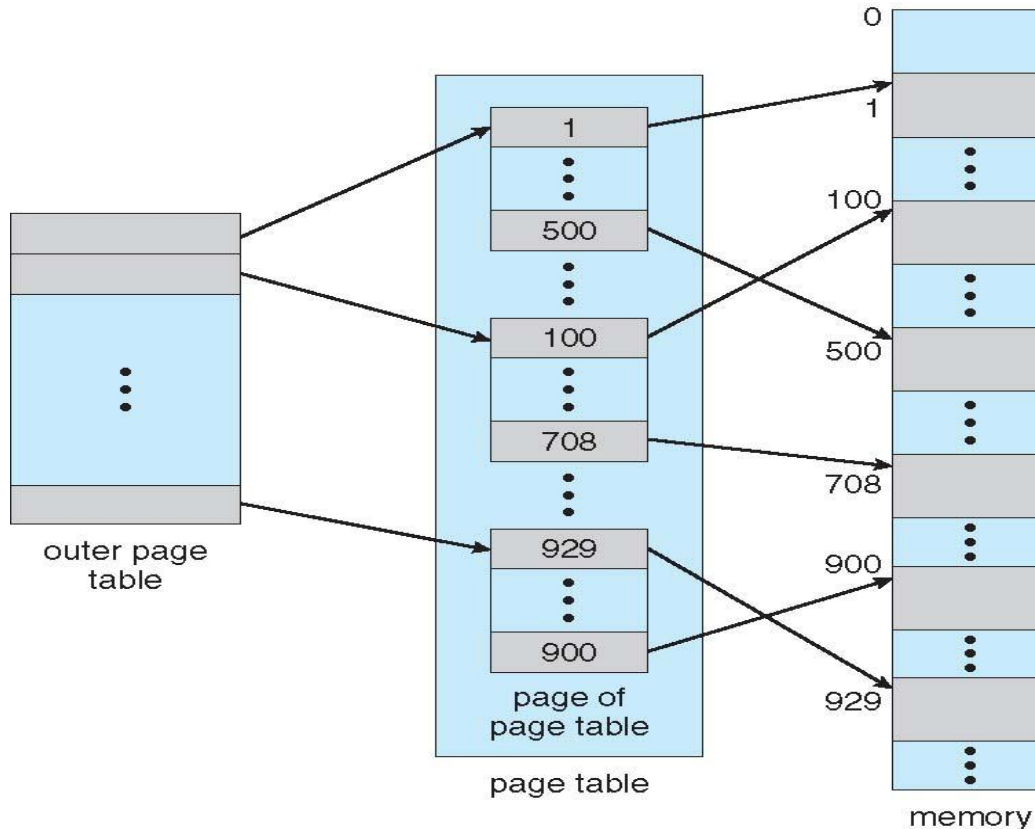 outer page
table
1
500
100
708
929
900
page of
page table
page table
0
1
100
500
708
900
929
memory